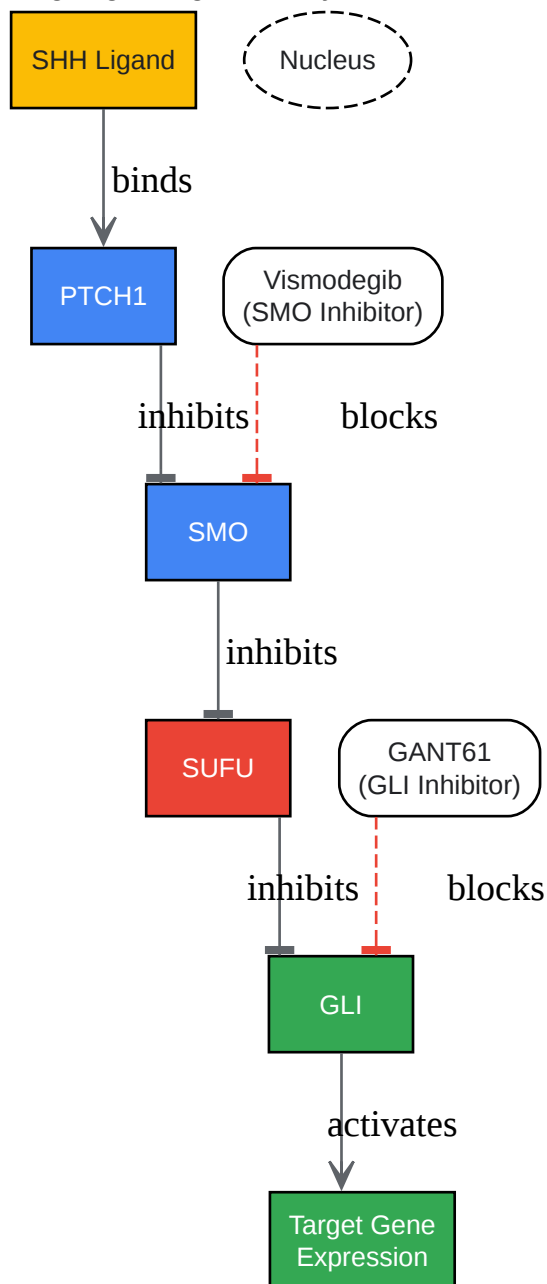 SHH Ligand
Nucleus
binds
PTCH1
Vismodegib
(SMO Inhibitor)
inhibits
blocks
SMO
inhibits
SUFU
GANT61
(GLI Inhibitor)
inhibits
blocks
GLI
activates
Target Gene
Expression